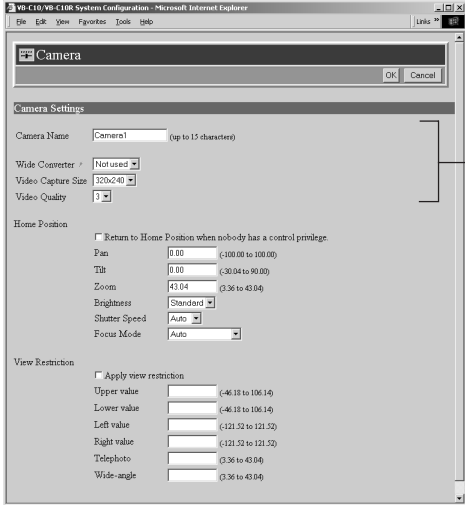 VB-C10/VB-C10R System Configuration - Microsoft Internet Explorer
File Edit View Favorites Tools Help
Links »
Camera
OK Cancel
Camera Settings
Camera Name Camera1 (up to 15 characters)
Wide Converter * Not used
Video Capture Size 320x240
Video Quality 3
Home Position
Return to Home Position when nobody has a control privilege.
Pan 0.00 (-100.00 to 100.00)
Tilt 0.00 (-30.04 to 90.00)
Zoom 43.04 (3.36 to 43.04)
Brightness Standard
Shutter Speed Auto
Focus Mode Auto
View Restriction
Apply view restriction
Upper value (-46.18 to 106.14)
Lower value (-46.18 to 106.14)
Left value (-121.52 to 121.52)
Right value (-121.52 to 121.52)
Telephoto (3.36 to 43.04)
Wide-angle (3.36 to 43.04)